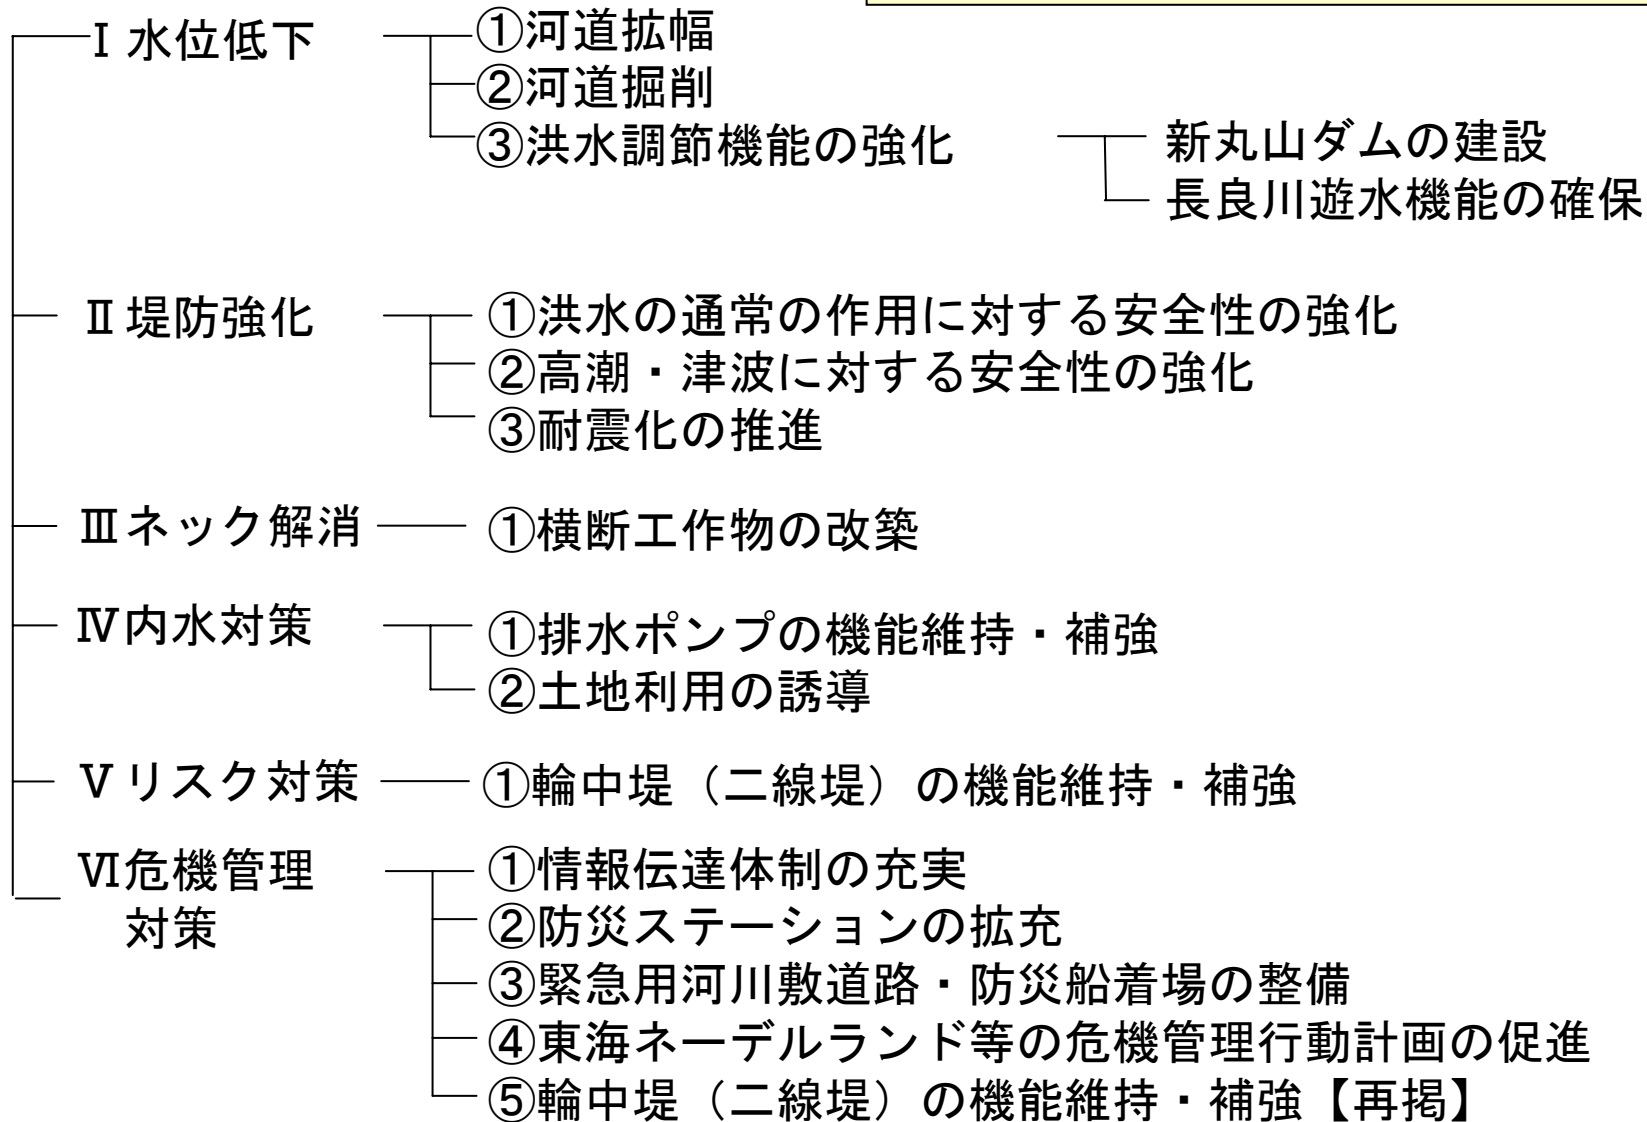 Ⅰ水位低下
①河道拡幅
②河道掘削
③洪水調節機能の強化
新丸山ダムの建設
長良川遊水機能の確保
Ⅱ堤防強化
①洪水の通常の作用に対する安全性の強化
②高潮・津波に対する安全性の強化
③耐震化の推進
Ⅲネック解消
①横断工作物の改築
Ⅳ内水対策
①排水ポンプの機能維持・補強
②土地利用の誘導
Ⅴリスク対策
①輪中堤（二線堤）の機能維持・補強
Ⅵ危機管理
対策
①情報伝達体制の充実
②防災ステーションの拡充
③緊急用河川敷道路・防災船着場の整備
④東海ネーデルランド等の危機管理行動計画の促進
⑤輪中堤（二線堤）の機能維持・補強【再掲】